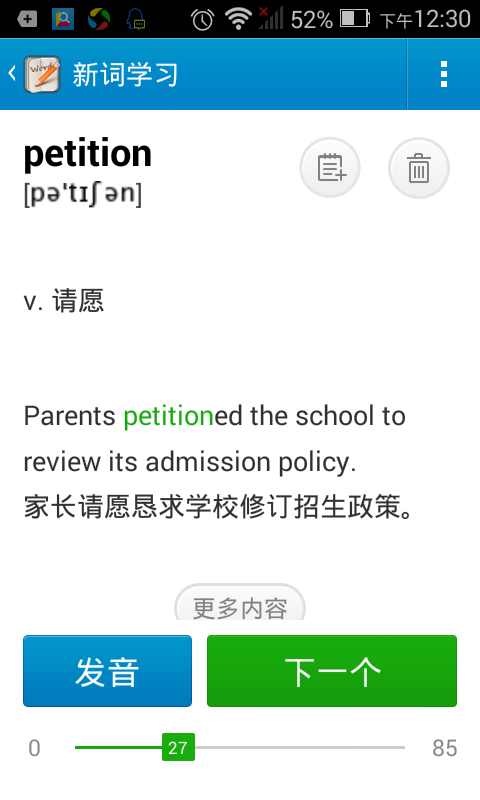 52% 下午12:30
Words
新词学习
petition
[pə'tɪʃən]
v. 请愿
Parents petitioned the school to
review its admission policy.
家长请愿恳求学校修订招生政策。
更多内容
发音 下一个
0 27 85